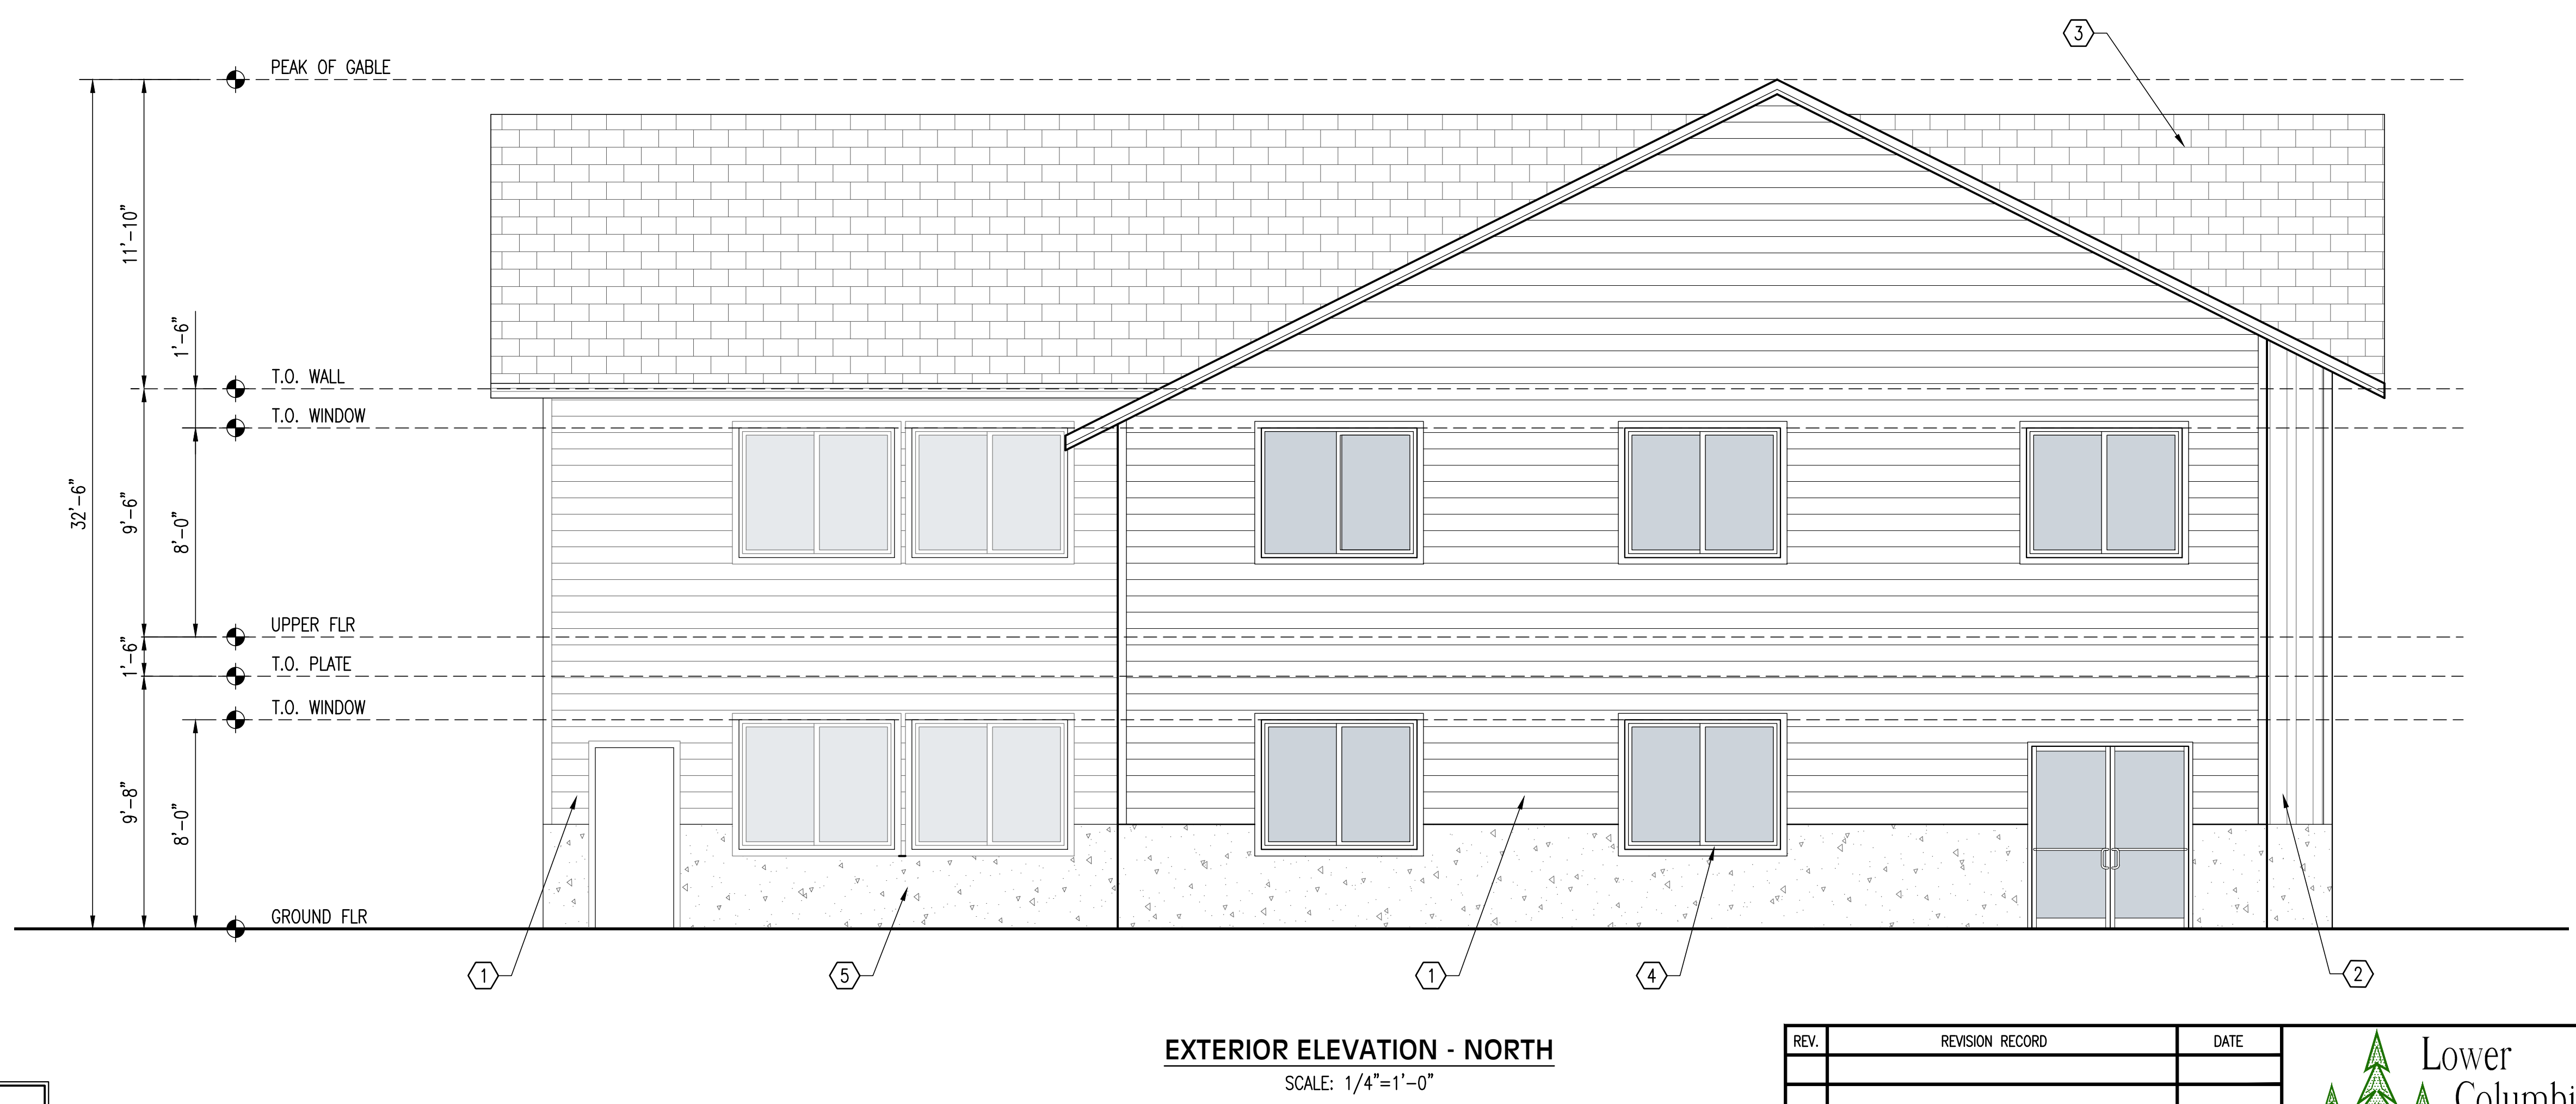 3
PEAK OF GABLE
11'-10"
1'-6"
T.O. WALL
T.O. WINDOW
32'-6"
9'-6"
8'-0"
UPPER FLR
1'-6"
T.O. PLATE
T.O. WINDOW
9'-8"
8'-0"
GROUND FLR
1
5
1
4
2
EXTERIOR ELEVATION - NORTH
SCALE: 1/4"=1'-0"
REV. REVISION RECORD DATE
Lower
Columbi